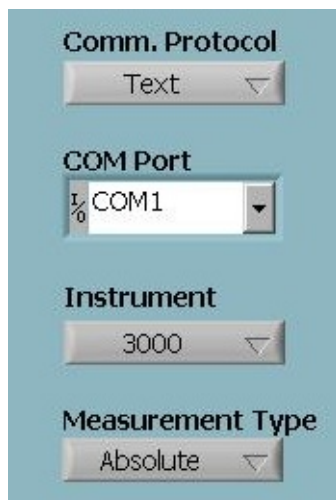 Comm. Protocol
Text
COM Port
I/O COM1
Instrument
3000
Measurement Type
Absolute